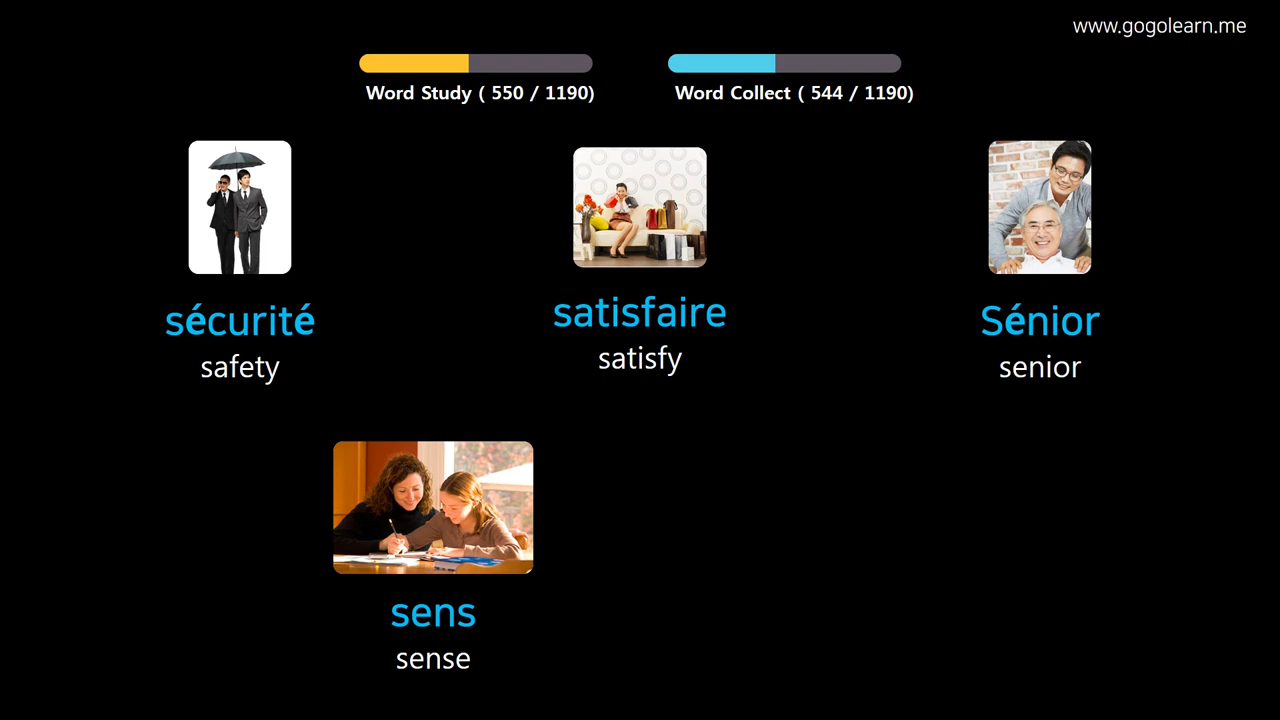 www.gogolearn.me
Word Study ( 550 / 1190)
Word Collect ( 544 / 1190)
sécurité
safety
satisfaire
satisfy
Sénior
senior
sens
sense